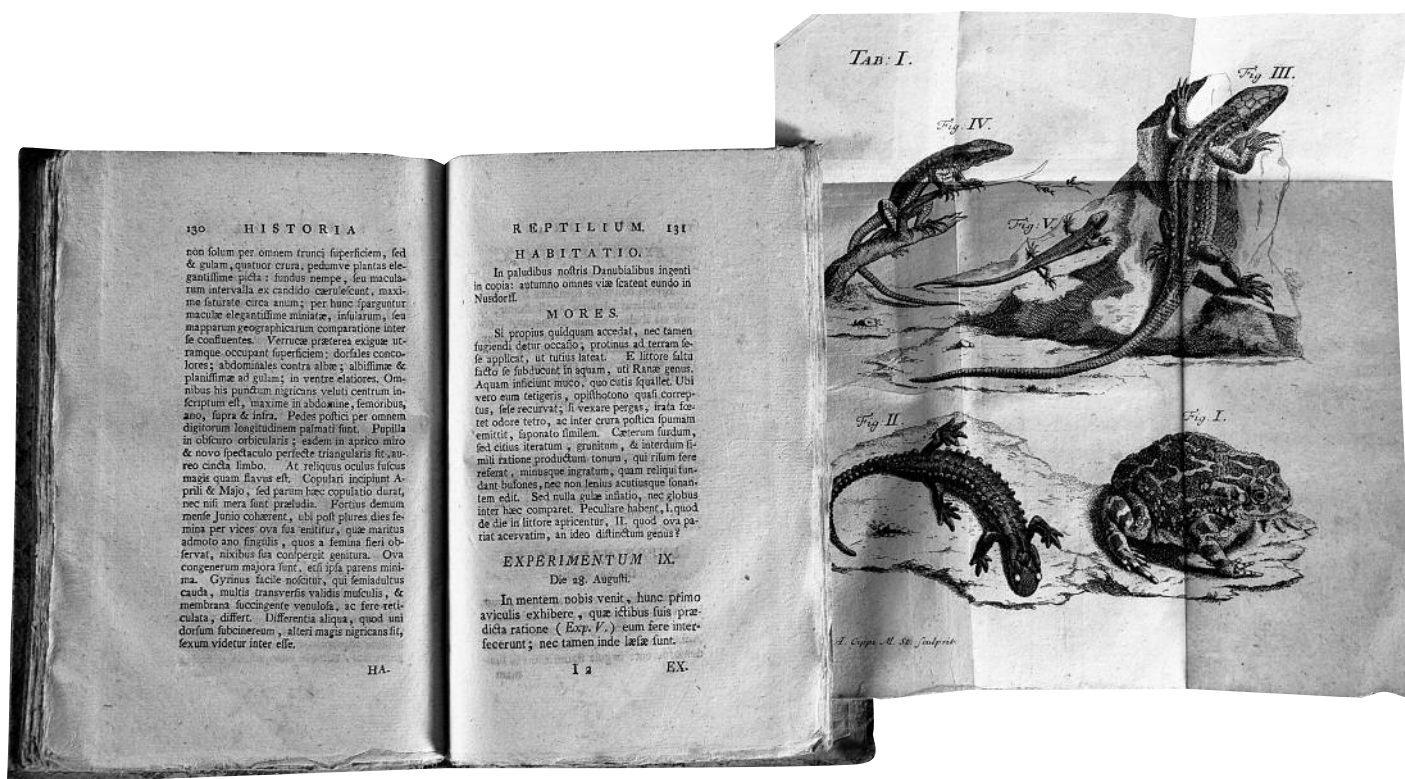 130 HISTORIA
non ſolum per omnem trunci ſuperficiem, ſed
& gulam, quatuor crura, pedumve plantas ele-
gantiſſime picta: fundus nempe, ſeu macula-
rum intervalla ex candido cæruleſcunt, maxi-
me ſaturate circa anum; per hunc ſparguntur
maculæ elegantiſſime miniatæ, inſularum, ſeu
mapparum geographicarum comparatione inter
ſe confluentes. Verrucæ præterea exiguæ ut-
ramque occupant ſuperficiem; dorſales conco-
lores; abdominales contra albæ; albiſſimæ &
planiſſimæ ad gulam; in ventre elatiores. Om-
nibus his punctum nigricans veluti centrum in-
ſcriptum eſt, maxime in abdomine, femoribus,
ano, ſupra & infra. Pedes poſtici per omnem
digitorum longitudinem palmati ſunt. Pupilla
in obſcuro orbicularis; eadem in aprico miro
& novo ſpectaculo perfecte triangularis fit, au-
reo cincta limbo. At reliquus oculus fuſcus
magis quam flavus eſt. Copulari incipiunt A-
prili & Majo, ſed parum hæc copulatio durat,
nec niſi mera ſunt præludia. Fortius demum
menſe Junio cohærent, ubi poſt plures dies fe-
mina per vices ova ſua enititur, quæ maritus
admoto ano ſingulis, quos a femina fieri ob-
ſervat, nixibus ſua conſpergit genitura. Ova
congenerum majora ſunt, etſi ipſa parens mini-
ma. Gyrinus facile noſcitur, qui ſemiadultus
cauda, multis transverſis validis muſculis, &
membrana ſuccingente venuloſa, ac fere reti-
culata, differt. Differentia aliqua, quod uni
dorſum ſubcinereum, alteri magis nigricans ſit,
ſexum videtur inter eſſe.
HA-
REPTILIUM. 131
HABITATIO.
In paludibus noſtris Danubialibus ingenti
in copia: autumno omnes viæ ſcatent eundo in
Nusdorff.
MORES.
Si propius quidquam accedat, nec tamen
fugiendi detur occaſio, protinus ad terram ſe-
ſe applicat, ut tutius lateat. E littore ſaltu
facto ſe ſubducunt in aquam, uti Ranæ genus.
Aquam inficiunt muco, quo cutis ſquallet. Ubi
vero eum tetigeris, opiſthotono quaſi correp-
tus, ſeſe recurvat; ſi vexare pergas, irata fœ-
tet odore tetro, ac inter crura poſtica ſpumam
emittit, ſaponato ſimilem. Cæterum ſurdum,
ſed citius iteratum, grunitum, & interdum ſi-
mili ratione productum tonum, qui riſum fere
referat, minusque ingratum, quam reliqui fun-
dant bufones, nec non lenius acutiusque ſonan-
tem edit. Sed nulla gulæ inflatio, nec globus
inter hæc comparet. Peculiare habent, I. quod
de die in littore apricentur, II. quod ova pa-
riat acervatim, an ideo diſtinctum genus?
EXPERIMENTUM IX.
Die 28. Auguſti.
In mentem nobis venit, hunc primo
aviculis exhibere, quæ ictibus ſuis præ-
dicta ratione (Exp. V.) eum fere inter-
fecerunt; nec tamen inde læſæ ſunt.
I 2 EX-
TAB: I.
Fig III.
Fig: IV.
Fig: V.
Fig II.
Fig: I.
A. Cippi M. SS. ſculpſit.